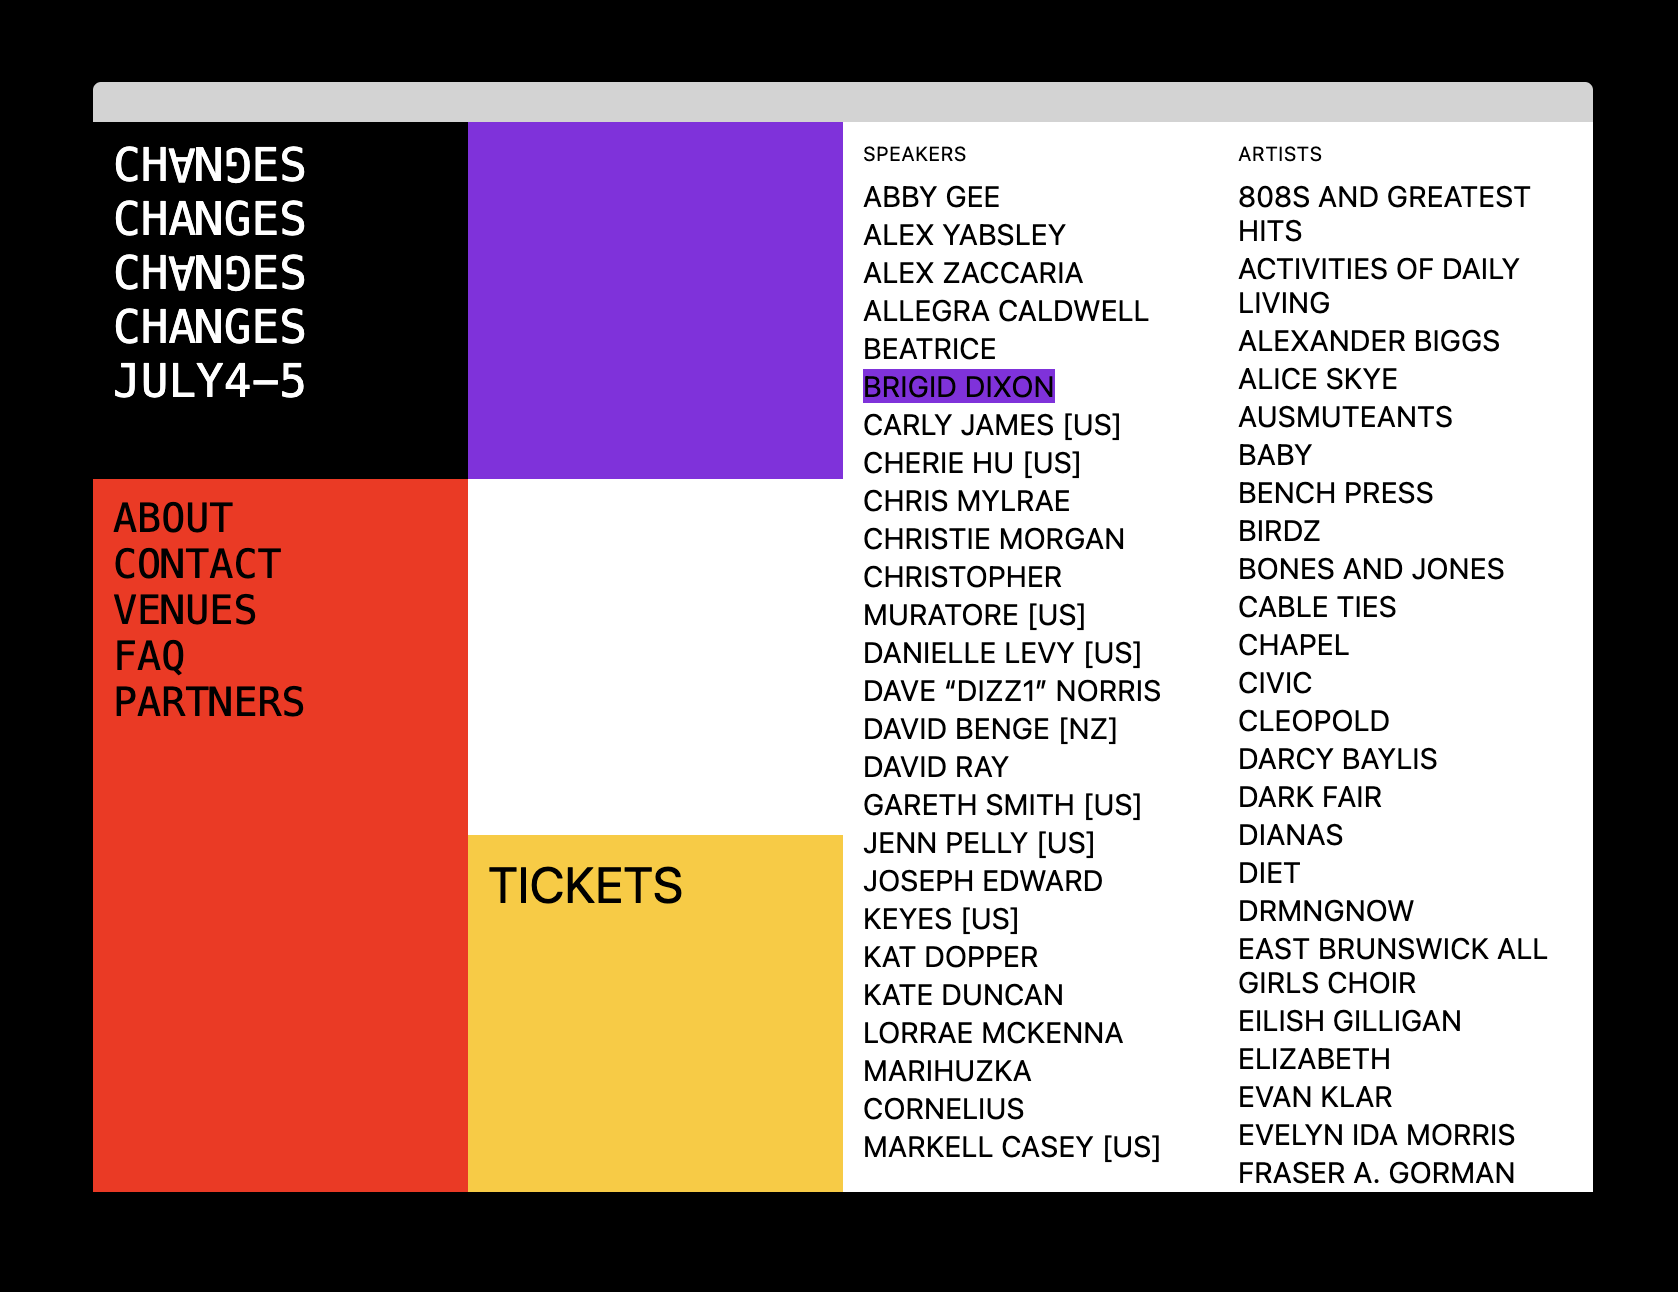 CH∀NƃES
CHANGES
CH∀NƃES
CHANGES
JULY4–5
ABOUT
CONTACT
VENUES
FAQ
PARTNERS
TICKETS
SPEAKERS
ABBY GEE
ALEX YABSLEY
ALEX ZACCARIA
ALLEGRA CALDWELL
BEATRICE
BRIGID DIXON
CARLY JAMES [US]
CHERIE HU [US]
CHRIS MYLRAE
CHRISTIE MORGAN
CHRISTOPHER
MURATORE [US]
DANIELLE LEVY [US]
DAVE “DIZZ1” NORRIS
DAVID BENGE [NZ]
DAVID RAY
GARETH SMITH [US]
JENN PELLY [US]
JOSEPH EDWARD
KEYES [US]
KAT DOPPER
KATE DUNCAN
LORRAE MCKENNA
MARIHUZKA
CORNELIUS
MARKELL CASEY [US]
ARTISTS
808S AND GREATEST
HITS
ACTIVITIES OF DAILY
LIVING
ALEXANDER BIGGS
ALICE SKYE
AUSMUTEANTS
BABY
BENCH PRESS
BIRDZ
BONES AND JONES
CABLE TIES
CHAPEL
CIVIC
CLEOPOLD
DARCY BAYLIS
DARK FAIR
DIANAS
DIET
DRMNGNOW
EAST BRUNSWICK ALL
GIRLS CHOIR
EILISH GILLIGAN
ELIZABETH
EVAN KLAR
EVELYN IDA MORRIS
FRASER A. GORMAN